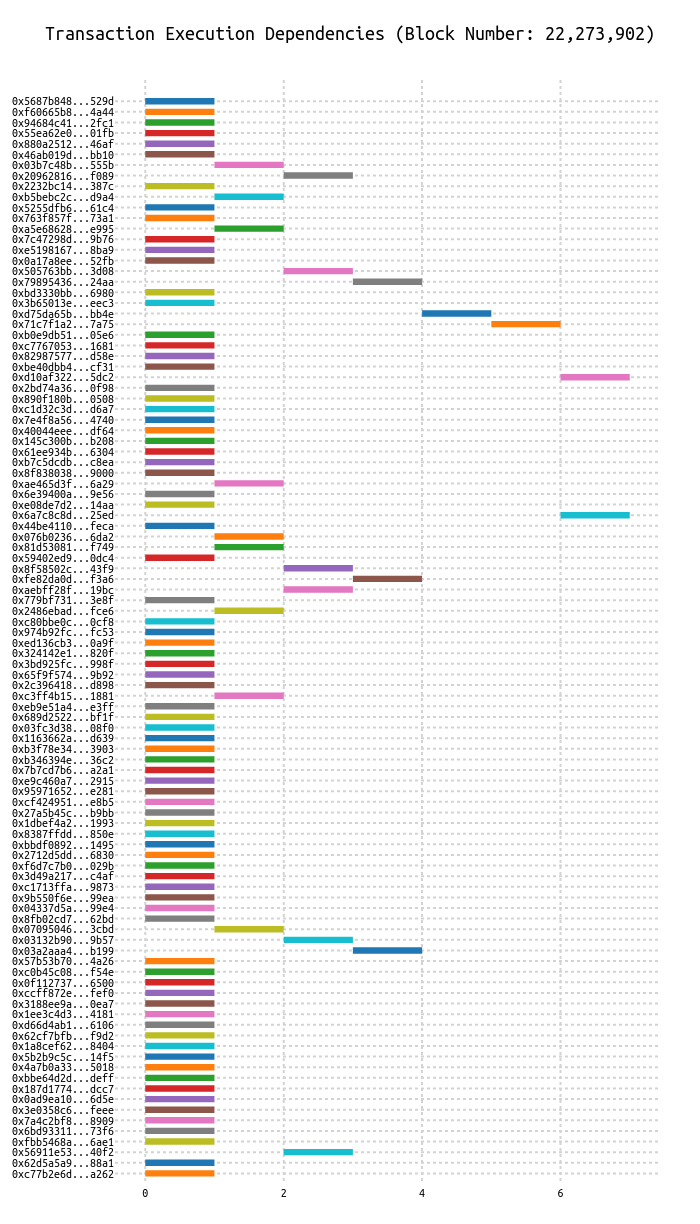 Transaction Execution Dependencies (Block Number: 22,273,902)
0x5687b848...529d
0xf60665b8...4a44
0x94684c41...2fc1
0x55ea62e0...01fb
0x880a2512...46af
0x46ab019d...bb10
0x03b7c48b...555b
0x20962816...f089
0x2232bc14...387c
0xb5bebc2c...d9a4
0x5255dfb6...61c4
0x763f857f...73a1
0xa5e68628...e995
0x7c47298d...9b76
0xe5198167...8ba9
0x0a17a8ee...52fb
0x505763bb...3d08
0x79895436...24aa
0xbd3330bb...6980
0x3b65013e...eec3
0xd75da65b...bb4e
0x71c7f1a2...7a75
0xb0e9db51...05e6
0xc7767053...1681
0x82987577...d58e
0xbe40dbb4...cf31
0xd10af322...5dc2
0x2bd74a36...0f98
0x890f180b...0508
0xc1d32c3d...d6a7
0x7e4f8a56...4740
0x40044eee...df64
0x145c300b...b208
0x61ee934b...6304
0xb7c5dcdb...c8ea
0x8f838038...9000
0xae465d3f...6a29
0x6e39400a...9e56
0xe08de7d2...14aa
0x6a7c8c8d...25ed
0x44be4110...feca
0x076b0236...6da2
0x81d53081...f749
0x59402ed9...0dc4
0x8f58502c...43f9
0xfe82da0d...f3a6
0xaebff28f...19bc
0x779bf731...3e8f
0x2486ebad...fce6
0xc80bbe0c...0cf8
0x974b92fc...fc53
0xed136cb3...0a9f
0x324142e1...820f
0x3bd925fc...998f
0x65f9f574...9b92
0x2c396418...d898
0xc3ff4b15...1881
0xeb9e51a4...e3ff
0x689d2522...bf1f
0x03fc3d38...08f0
0x1163662a...d639
0xb3f78e34...3903
0xb346394e...36c2
0x7b7cd7b6...a2a1
0xe9c460a7...2915
0x95971652...e281
0xcf424951...e8b5
0x27a5b45c...b9bb
0x1dbef4a2...1993
0x8387ffdd...850e
0xbbdf0892...1495
0x2712d5dd...6830
0xf6d7c7b0...029b
0x3d49a217...c4af
0xc1713ffa...9873
0x9b550f6e...99ea
0x04337d5a...99e4
0x8fb02cd7...62bd
0x07095046...3cbd
0x03132b90...9b57
0x03a2aaa4...b199
0x57b53b70...4a26
0xc0b45c08...f54e
0x0f112737...6500
0xccff872e...fef0
0x3188ee9a...0ea7
0x1ee3c4d3...4181
0xd66d4ab1...6106
0x62cf7bfb...f9d2
0x1a8cef62...8404
0x5b2b9c5c...14f5
0x4a7b0a33...5018
0xbbe64d2d...deff
0x187d1774...dcc7
0x0ad9ea10...6d5e
0x3e0358c6...feee
0x7a4c2bf8...8909
0x6bd93311...73f6
0xfbb5468a...6ae1
0x56911e53...40f2
0x62d5a5a9...88a1
0xc77b2e6d...a262
0 2 4 6